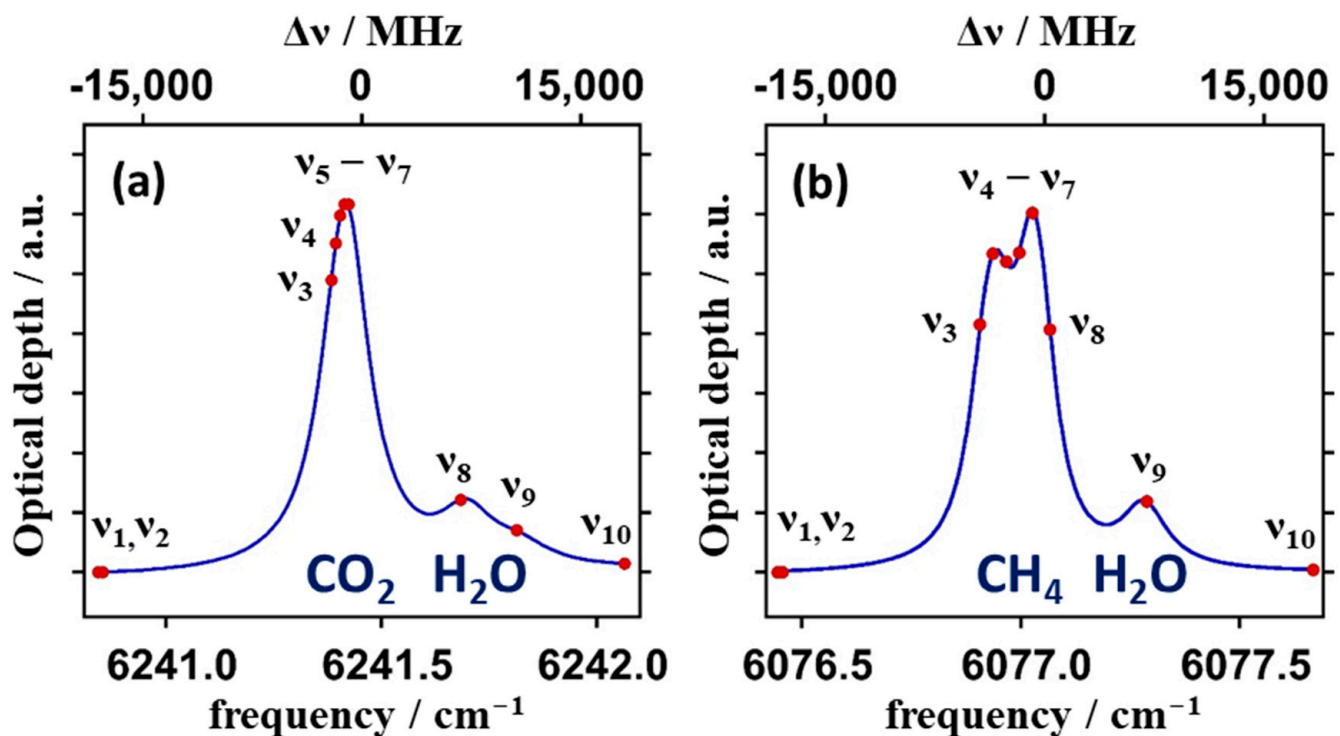 Δν / MHz
-15,000 0 15,000
(a)
ν₅ – ν₇
ν₄
ν₃
ν₈
ν₉
ν₁,ν₂
ν₁₀
CO₂ H₂O
Optical depth / a.u.
6241.0 6241.5 6242.0
frequency / cm⁻¹
Δν / MHz
-15,000 0 15,000
(b)
ν₄ – ν₇
ν₃
ν₈
ν₉
ν₁,ν₂
ν₁₀
CH₄ H₂O
Optical depth / a.u.
6076.5 6077.0 6077.5
frequency / cm⁻¹